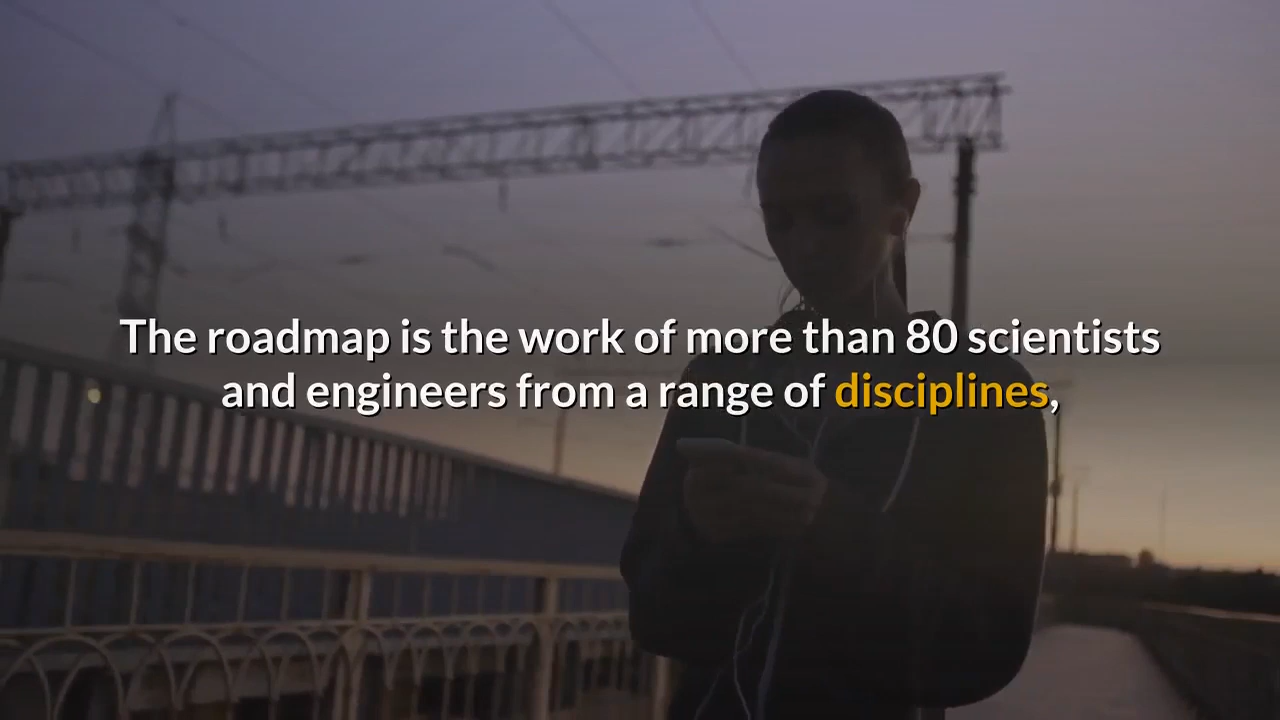 The roadmap is the work of more than 80 scientists
and engineers from a range of disciplines,